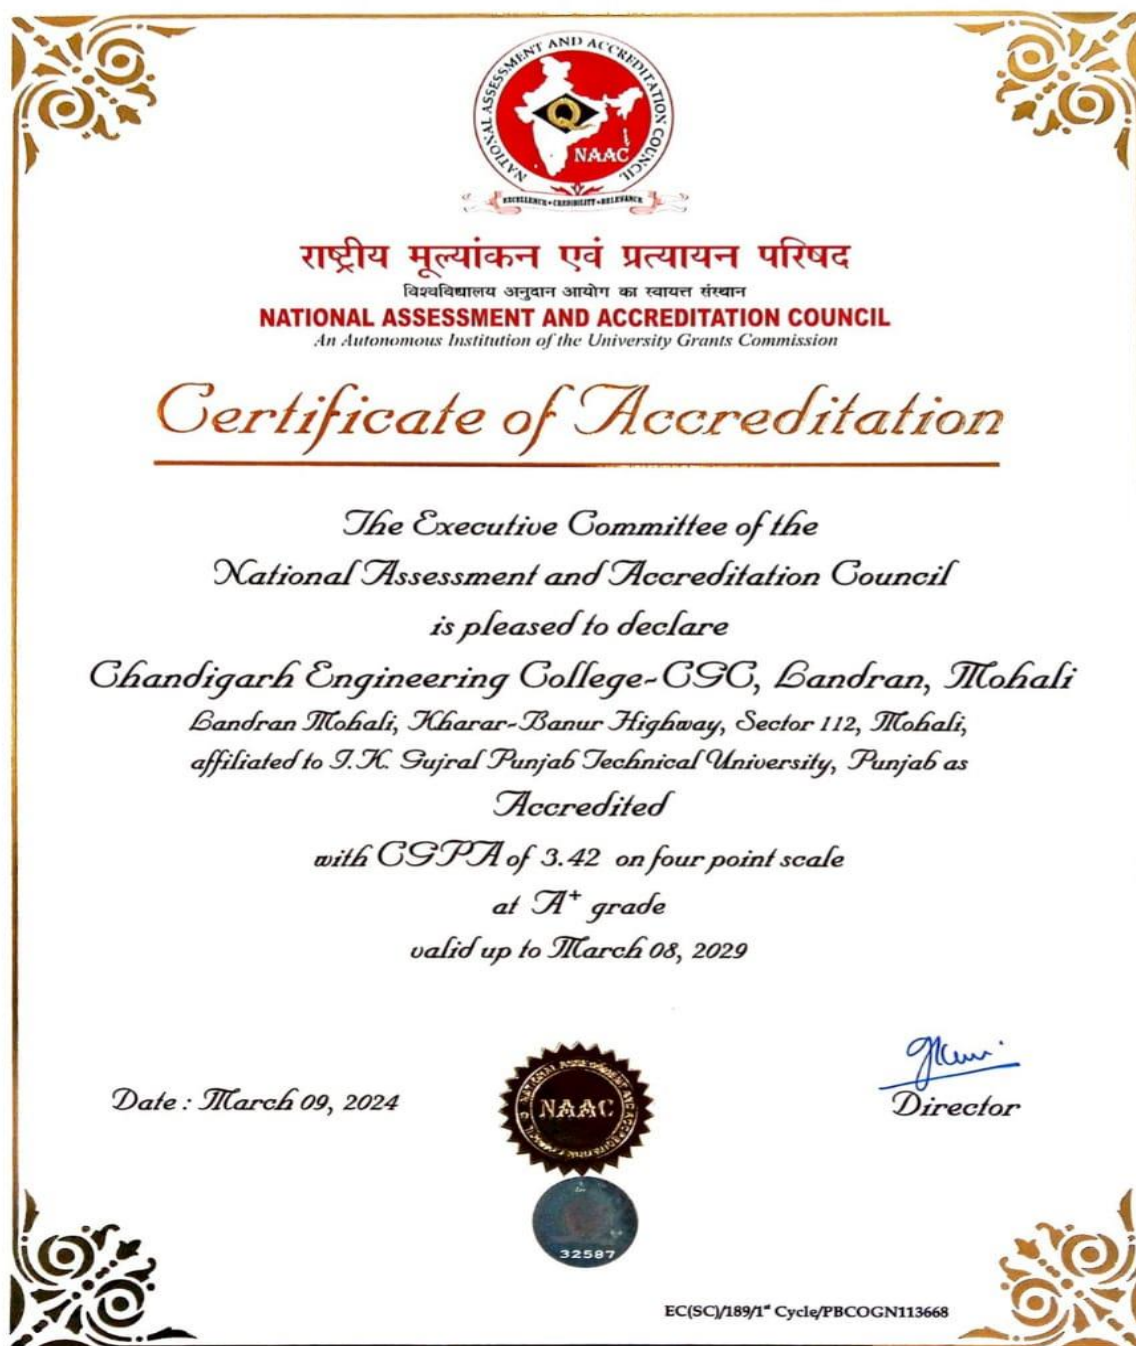 NATIONAL ASSESSMENT AND ACCREDITATION COUNCIL
Q
NAAC
EXCELLENCE • CREDIBILITY • RELEVANCE
राष्ट्रीय मूल्यांकन एवं प्रत्यायन परिषद
विश्वविद्यालय अनुदान आयोग का स्वायत्त संस्थान
NATIONAL ASSESSMENT AND ACCREDITATION COUNCIL
An Autonomous Institution of the University Grants Commission
Certificate of Accreditation
The Executive Committee of the
National Assessment and Accreditation Council
is pleased to declare
Chandigarh Engineering College-CGC, Landran, Mohali
Landran Mohali, Kharar-Banur Highway, Sector 112, Mohali,
affiliated to I.K. Gujral Punjab Technical University, Punjab as
Accredited
with CGPA of 3.42 on four point scale
at A⁺ grade
valid up to March 08, 2029
Date : March 09, 2024
NAAC
Director
32587
EC(SC)/189/1ˢᵗ Cycle/PBCOGN113668